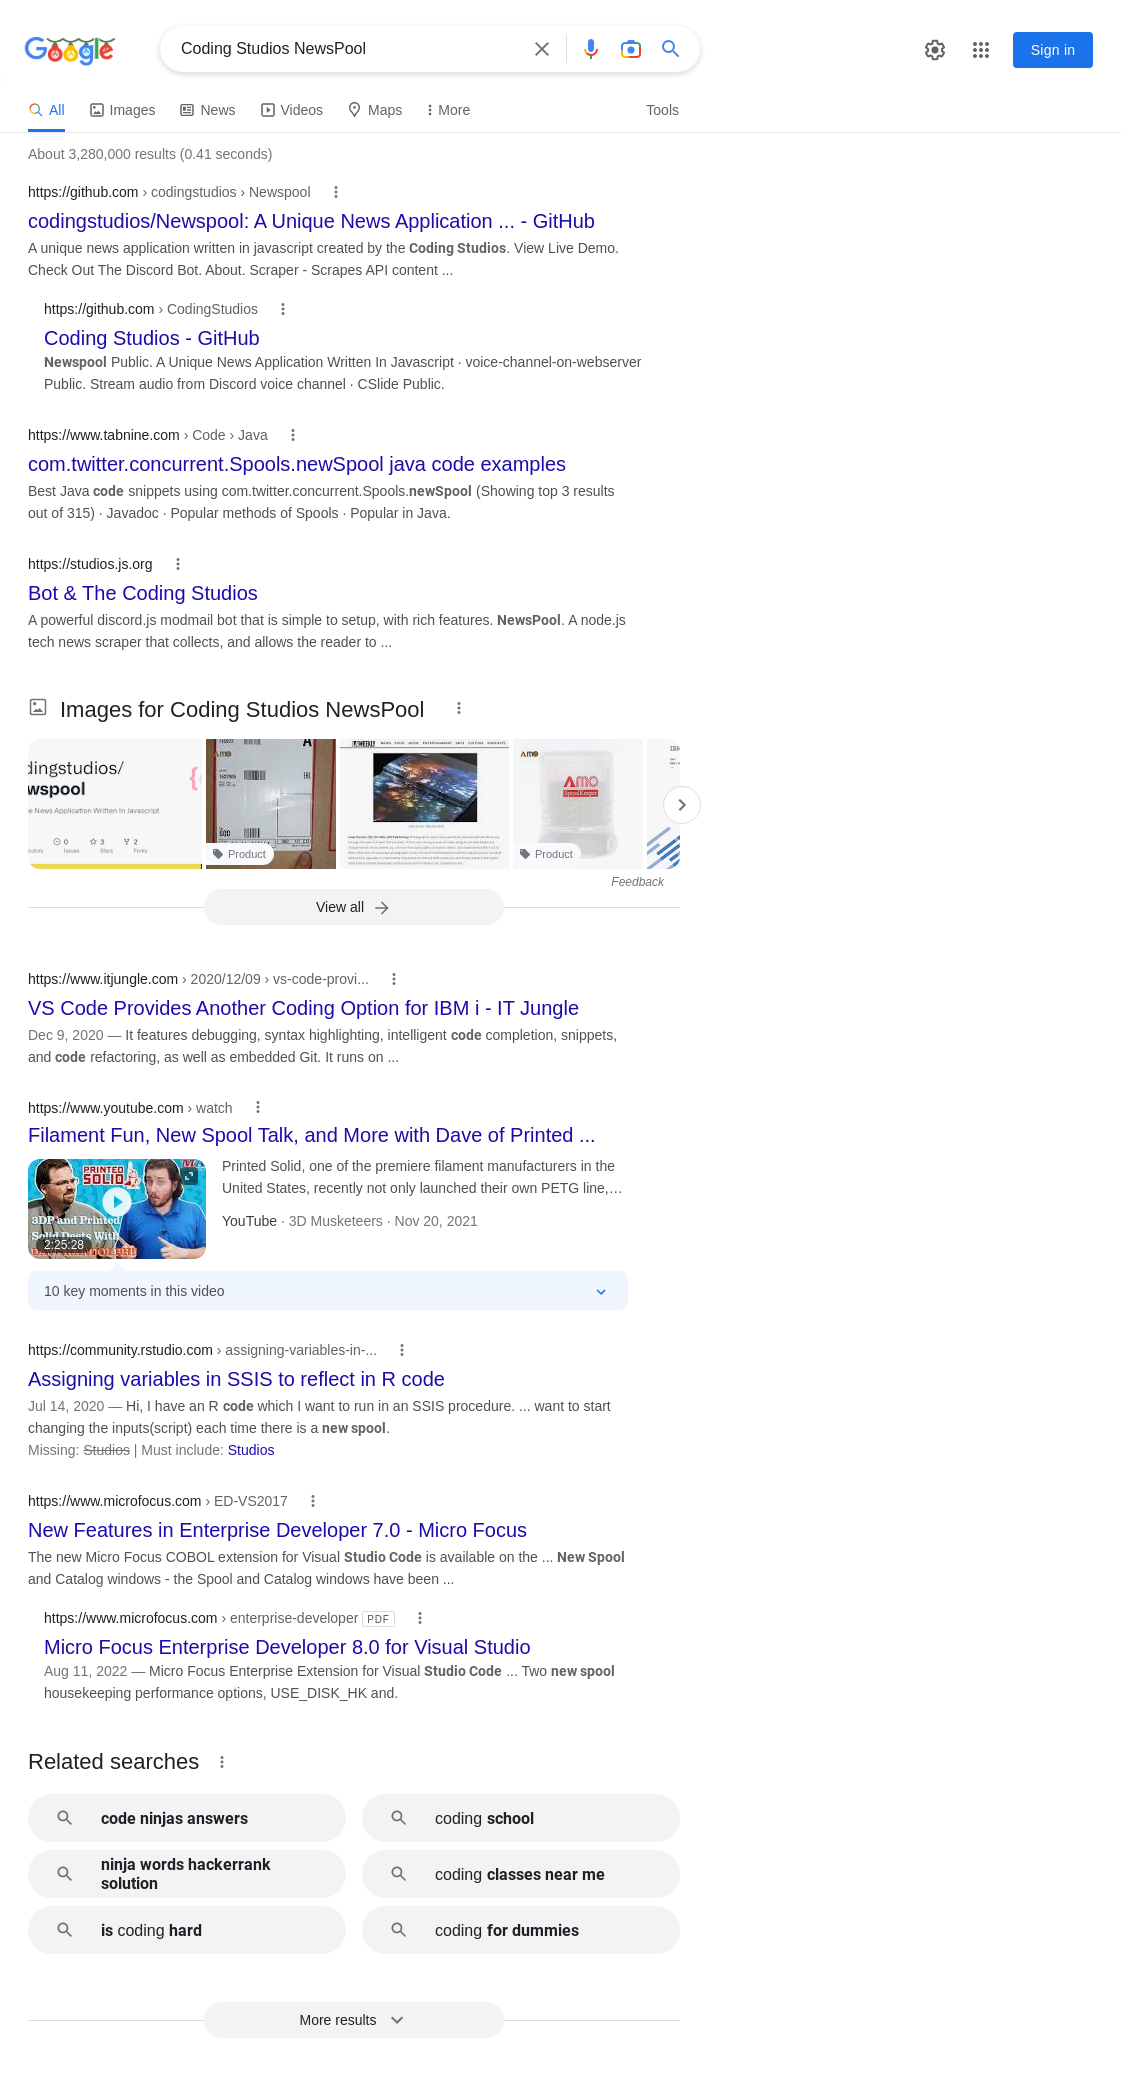 Google
Coding Studios NewsPool
Sign in
All
Images
News
Videos
Maps
More
Tools
About 3,280,000 results (0.41 seconds)
https://github.com › codingstudios › Newspool
codingstudios/Newspool: A Unique News Application ... - GitHub
A unique news application written in javascript created by the Coding Studios. View Live Demo.
Check Out The Discord Bot. About. Scraper - Scrapes API content ...
https://github.com › CodingStudios
Coding Studios - GitHub
Newspool Public. A Unique News Application Written In Javascript · voice-channel-on-webserver
Public. Stream audio from Discord voice channel · CSlide Public.
https://www.tabnine.com › Code › Java
com.twitter.concurrent.Spools.newSpool java code examples
Best Java code snippets using com.twitter.concurrent.Spools.newSpool (Showing top 3 results
out of 315) · Javadoc · Popular methods of Spools · Popular in Java.
https://studios.js.org
Bot & The Coding Studios
A powerful discord.js modmail bot that is simple to setup, with rich features. NewsPool. A node.js
tech news scraper that collects, and allows the reader to ...
Images for Coding Studios NewsPool
dingstudios/
wspool
e News Application Written In Javascript
0
3
2
Issues
Stars
Forks
AMO
Product
AMO
AMO
SpoolKeeper
Product
Feedback
View all
https://www.itjungle.com › 2020/12/09 › vs-code-provi...
VS Code Provides Another Coding Option for IBM i - IT Jungle
Dec 9, 2020 — It features debugging, syntax highlighting, intelligent code completion, snippets,
and code refactoring, as well as embedded Git. It runs on ...
https://www.youtube.com › watch
Filament Fun, New Spool Talk, and More with Dave of Printed ...
PRINTED
SOLID
3DP and Printed
Solid Deets With
2:25:28
Printed Solid, one of the premiere filament manufacturers in the
United States, recently not only launched their own PETG line,…
YouTube · 3D Musketeers · Nov 20, 2021
10 key moments in this video
https://community.rstudio.com › assigning-variables-in-...
Assigning variables in SSIS to reflect in R code
Jul 14, 2020 — Hi, I have an R code which I want to run in an SSIS procedure. ... want to start
changing the inputs(script) each time there is a new spool.
Missing: Studios | Must include: Studios
https://www.microfocus.com › ED-VS2017
New Features in Enterprise Developer 7.0 - Micro Focus
The new Micro Focus COBOL extension for Visual Studio Code is available on the ... New Spool
and Catalog windows - the Spool and Catalog windows have been ...
https://www.microfocus.com › enterprise-developer PDF
Micro Focus Enterprise Developer 8.0 for Visual Studio
Aug 11, 2022 — Micro Focus Enterprise Extension for Visual Studio Code ... Two new spool
housekeeping performance options, USE_DISK_HK and.
Related searches
code ninjas answers
coding school
ninja words hackerrank
solution
coding classes near me
is coding hard
coding for dummies
More results